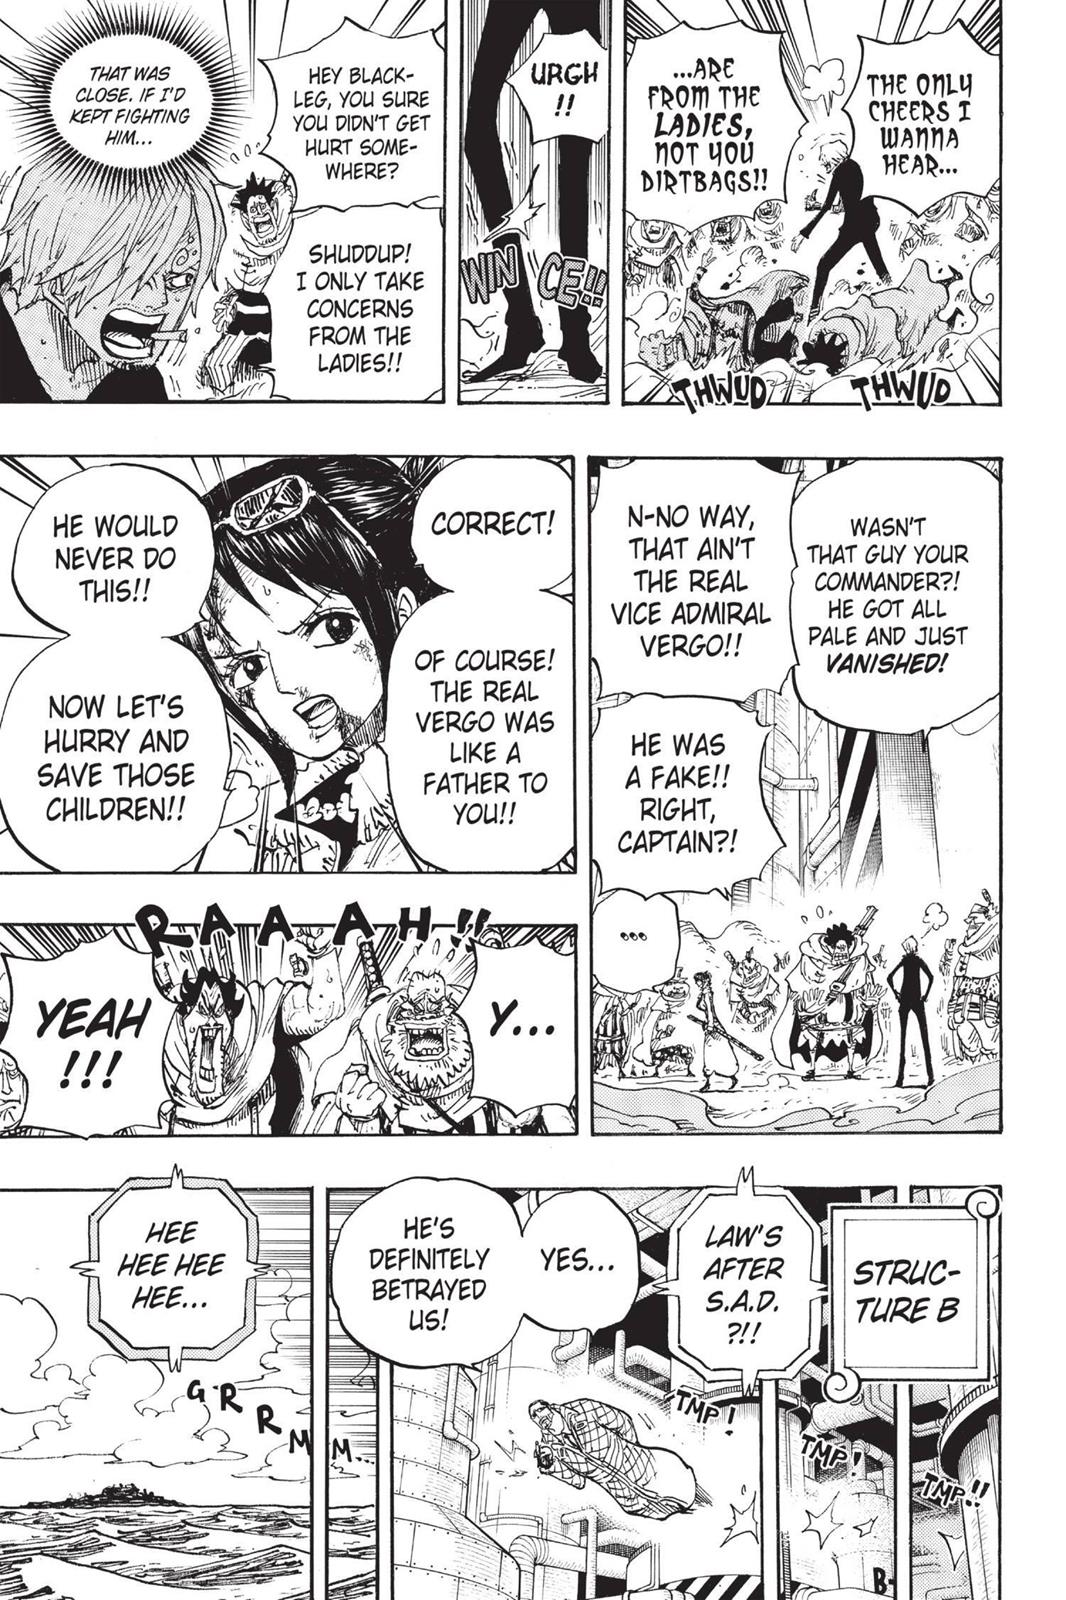 THE ONLY
CHEERS I
WANNA
HEAR...
...ARE
FROM THE
LADIES,
NOT YOU
DIRTBAGS!!
THWUD
THWUD
URGH
!!
WINCE!!
HEY BLACK-
LEG, YOU SURE
YOU DIDN'T GET
HURT SOME-
WHERE?
SHUDDUP!
I ONLY TAKE
CONCERNS
FROM THE
LADIES!!
THAT WAS
CLOSE. IF I'D
KEPT FIGHTING
HIM...
WASN'T
THAT GUY YOUR
COMMANDER?!
HE GOT ALL
PALE AND JUST
VANISHED!
N-NO WAY,
THAT AIN'T
THE REAL
VICE ADMIRAL
VERGO!!
HE WAS
A FAKE!!
RIGHT,
CAPTAIN?!
...
CORRECT!
OF COURSE!
THE REAL
VERGO WAS
LIKE A
FATHER TO
YOU!!
HE WOULD
NEVER DO
THIS!!
NOW LET'S
HURRY AND
SAVE THOSE
CHILDREN!!
RAAAAH!!
Y...
YEAH
!!!
STRUC-
TURE B
LAW'S
AFTER
S.A.D.
?!!
YES...
HE'S
DEFINITELY
BETRAYED
US!
TMP!
TMP!
TMP!!
B-
HEE
HEE HEE
HEE...
GRRMM...